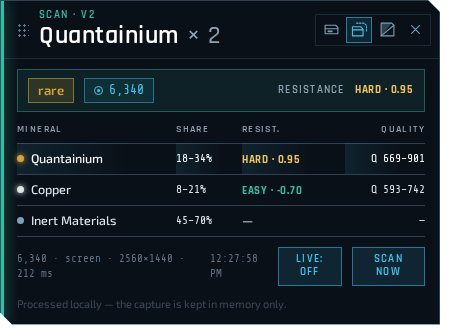 SCAN · V2
Quantainium × 2
rare 6,340 RESISTANCE HARD · 0.95
MINERAL SHARE RESIST. QUALITY
Quantainium 18–34% HARD · 0.95 Q 669–901
Copper 8–21% EASY · -0.70 Q 593–742
Inert Materials 45–70% — –
6,340 · screen · 2560×1440 · 12:27:58 LIVE: SCAN
212 ms PM OFF NOW
Processed locally — the capture is kept in memory only.